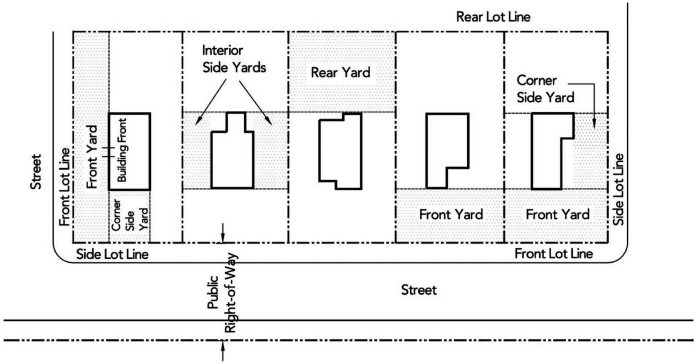 Rear Lot Line
Interior
Side Yards
Rear Yard
Corner
Side Yard
Street
Front Lot Line
Front Yard
Building Front
Corner
Side
Yard
Front Yard
Front Yard
Side Lot Line
Side Lot Line
Front Lot Line
Public
Right-of-Way
Street